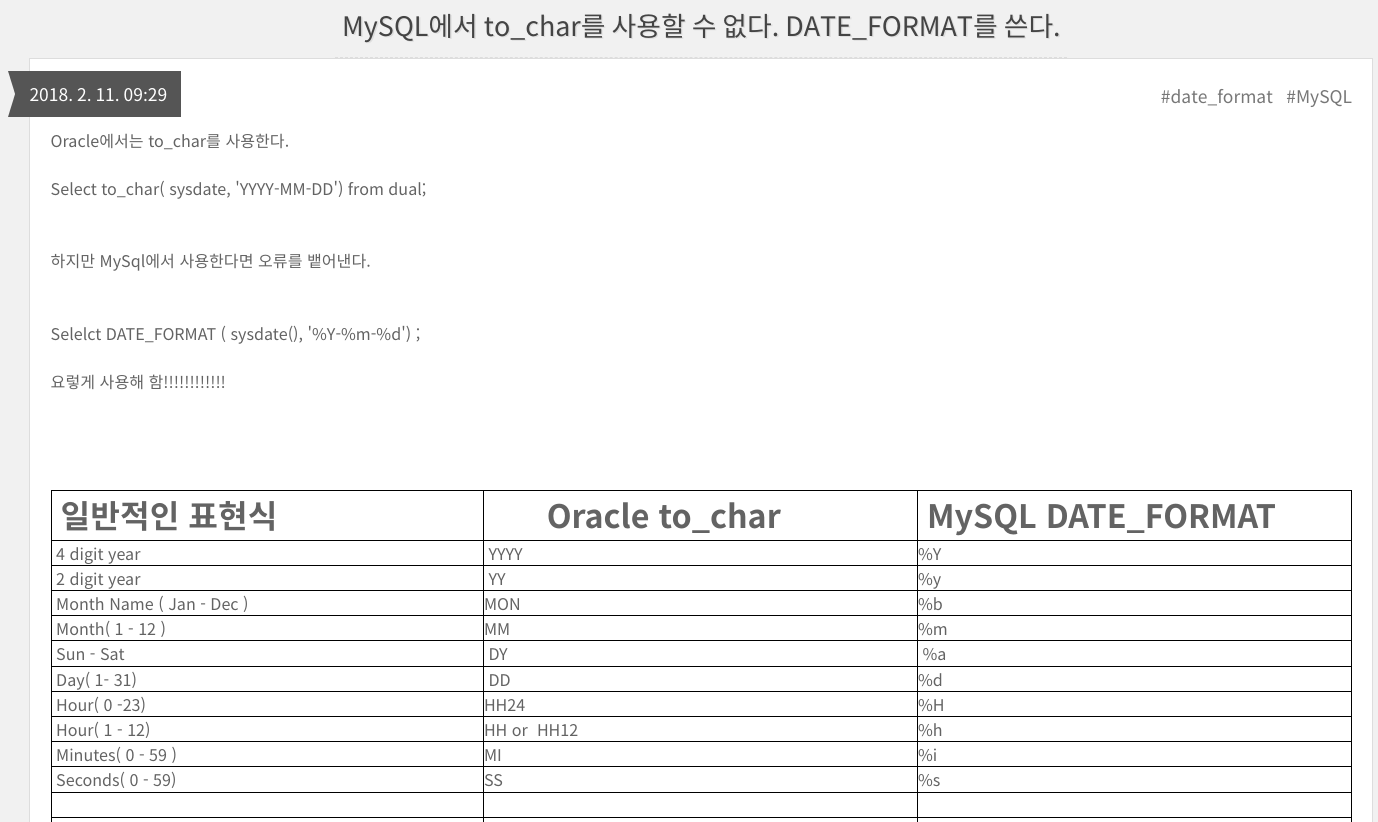 MySQL에서 to_char를 사용할 수 없다. DATE_FORMAT를 쓴다.
2018. 2. 11. 09:29
#date_format #MySQL
Oracle에서는 to_char를 사용한다.
Select to_char( sysdate, 'YYYY-MM-DD') from dual;
하지만 MySql에서 사용한다면 오류를 뱉어낸다.
Selelct DATE_FORMAT ( sysdate(), '%Y-%m-%d') ;
요렇게 사용해 함!!!!!!!!!!!!
일반적인 표현식 Oracle to_char MySQL DATE_FORMAT
4 digit year YYYY %Y
2 digit year YY %y
Month Name ( Jan - Dec ) MON %b
Month( 1 - 12 ) MM %m
Sun - Sat DY %a
Day( 1- 31) DD %d
Hour( 0 -23) HH24 %H
Hour( 1 - 12) HH or HH12 %h
Minutes( 0 - 59 ) MI %i
Seconds( 0 - 59) SS %s